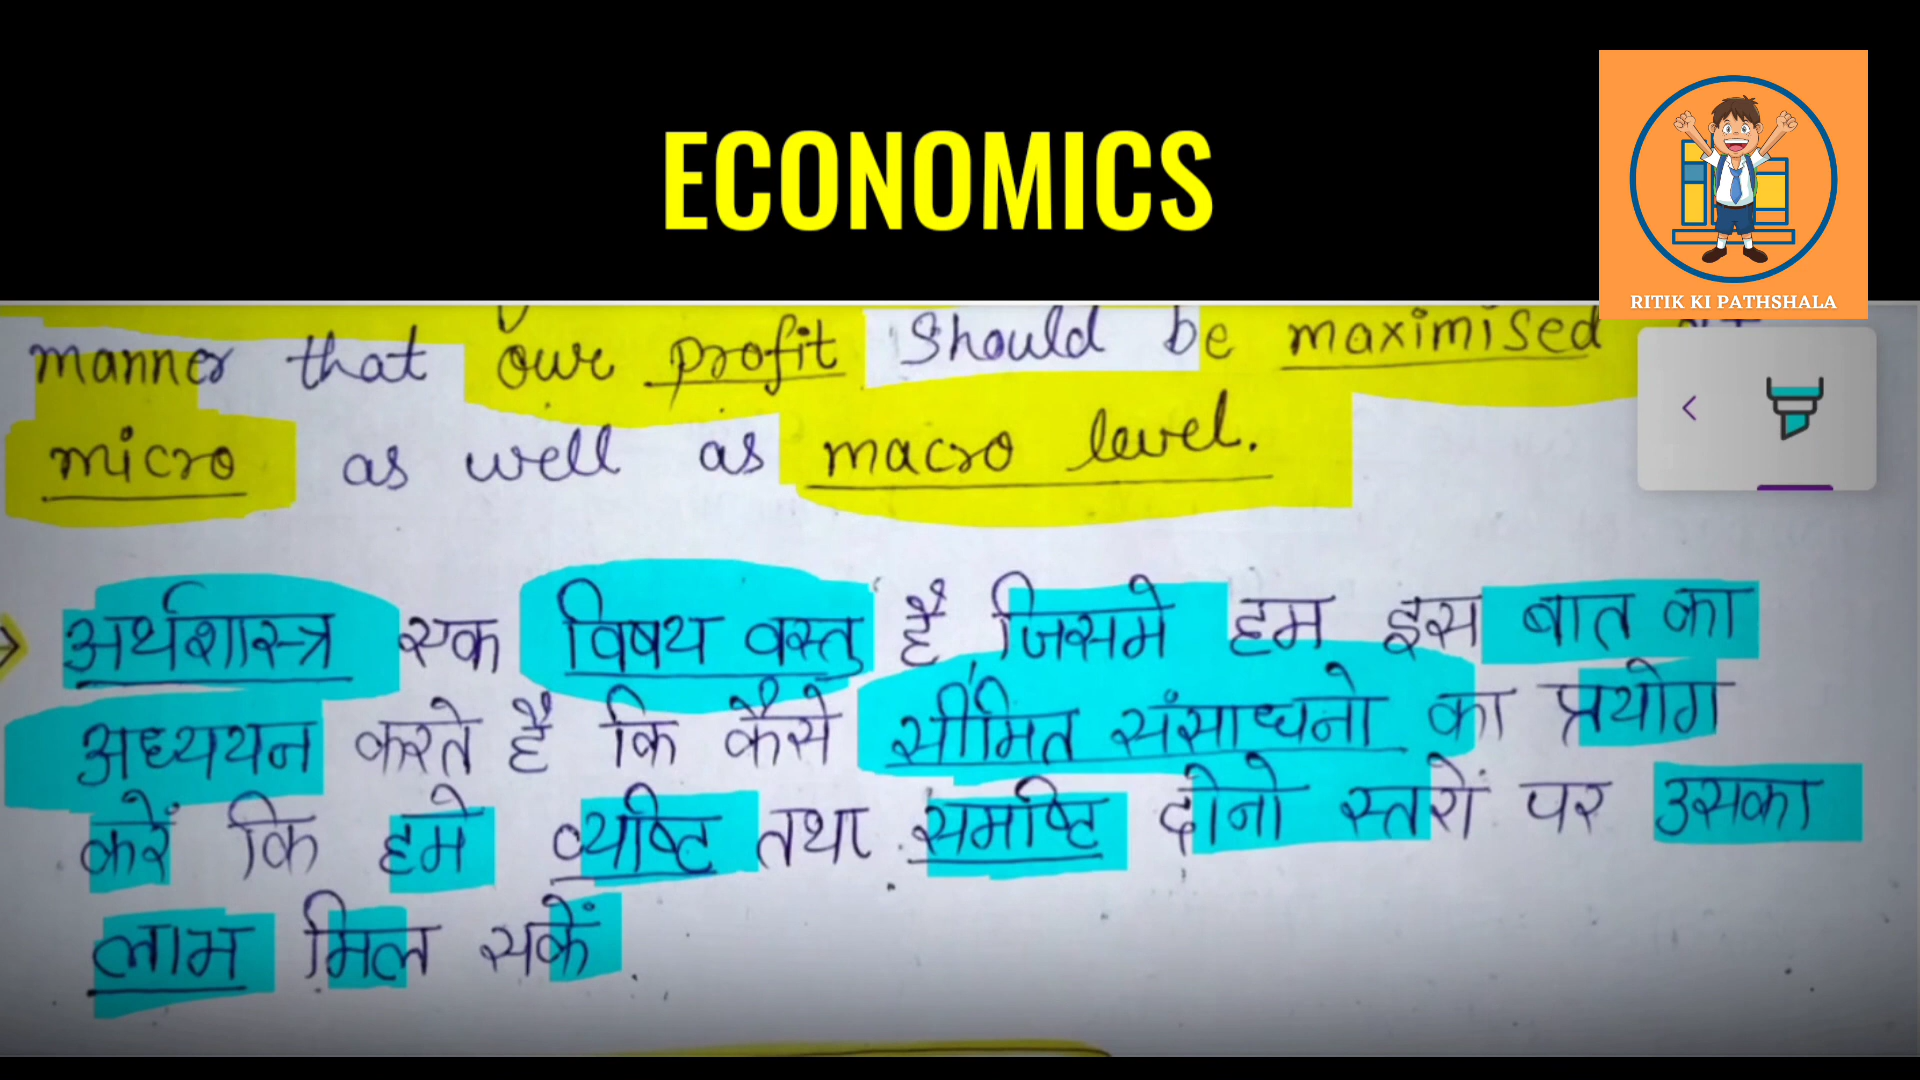 ECONOMICS
RITIK KI PATHSHALA
manner that our profit should be maximised at
micro as well as macro level.
अर्थशास्त्र एक विषय वस्तु है जिसमे हम इस बात का
अध्ययन करते है कि कैसे सीमित संसाधनो का प्रयोग
करें कि हमे व्यष्टि तथा समष्टि दोनो स्तरों पर उसका
लाभ मिल सकें.